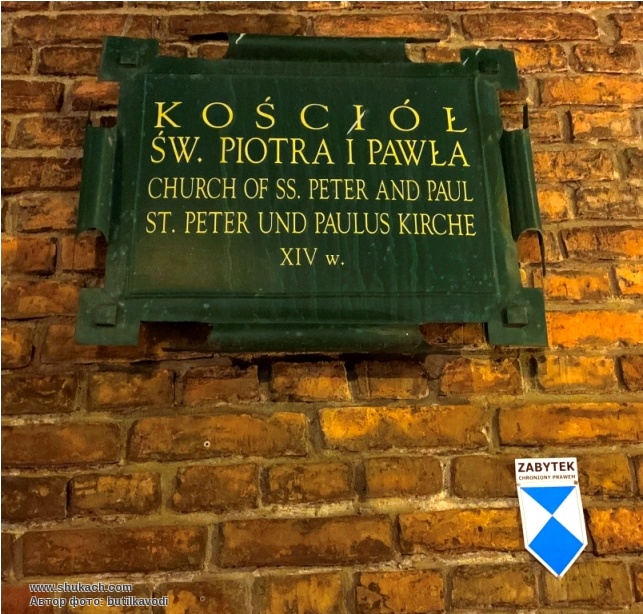 KOŚCIÓŁ
ŚW. PIOTRA I PAWŁA
CHURCH OF SS. PETER AND PAUL
ST. PETER UND PAULUS KIRCHE
XIV w.
ZABYTEK
CHRONIONY PRAWEM
www.shukach.com
Автор фото: butilkavodi